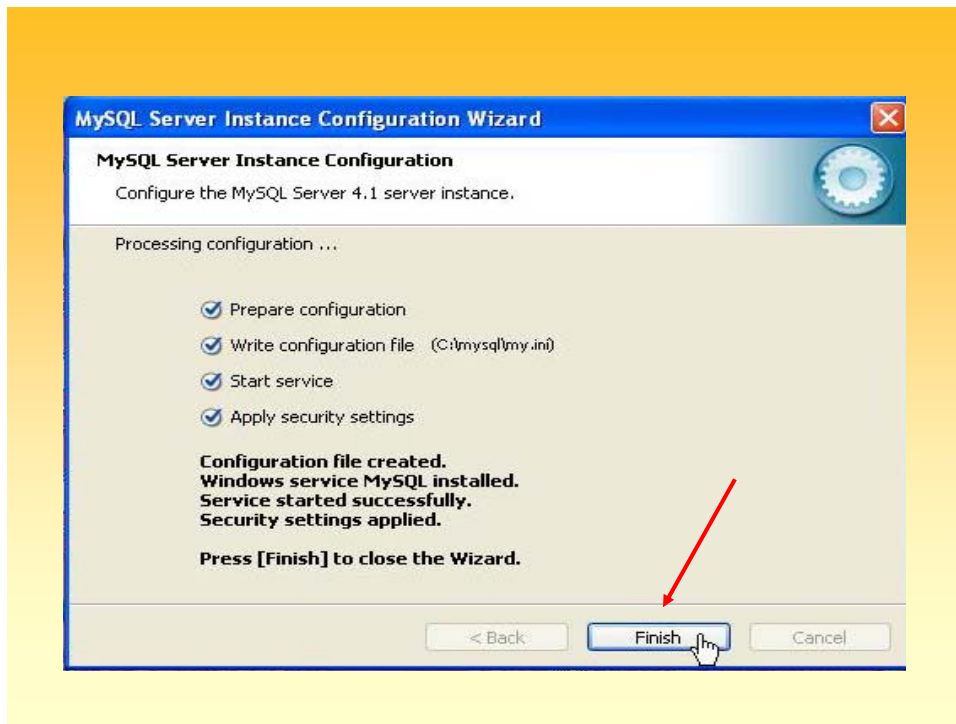 MySQL Server Instance Configuration Wizard
MySQL Server Instance Configuration
Configure the MySQL Server 4.1 server instance.
Processing configuration ...
Prepare configuration
Write configuration file (C:\mysql\my.ini)
Start service
Apply security settings
Configuration file created.
Windows service MySQL installed.
Service started successfully.
Security settings applied.
Press [Finish] to close the Wizard.
< Back Finish Cancel